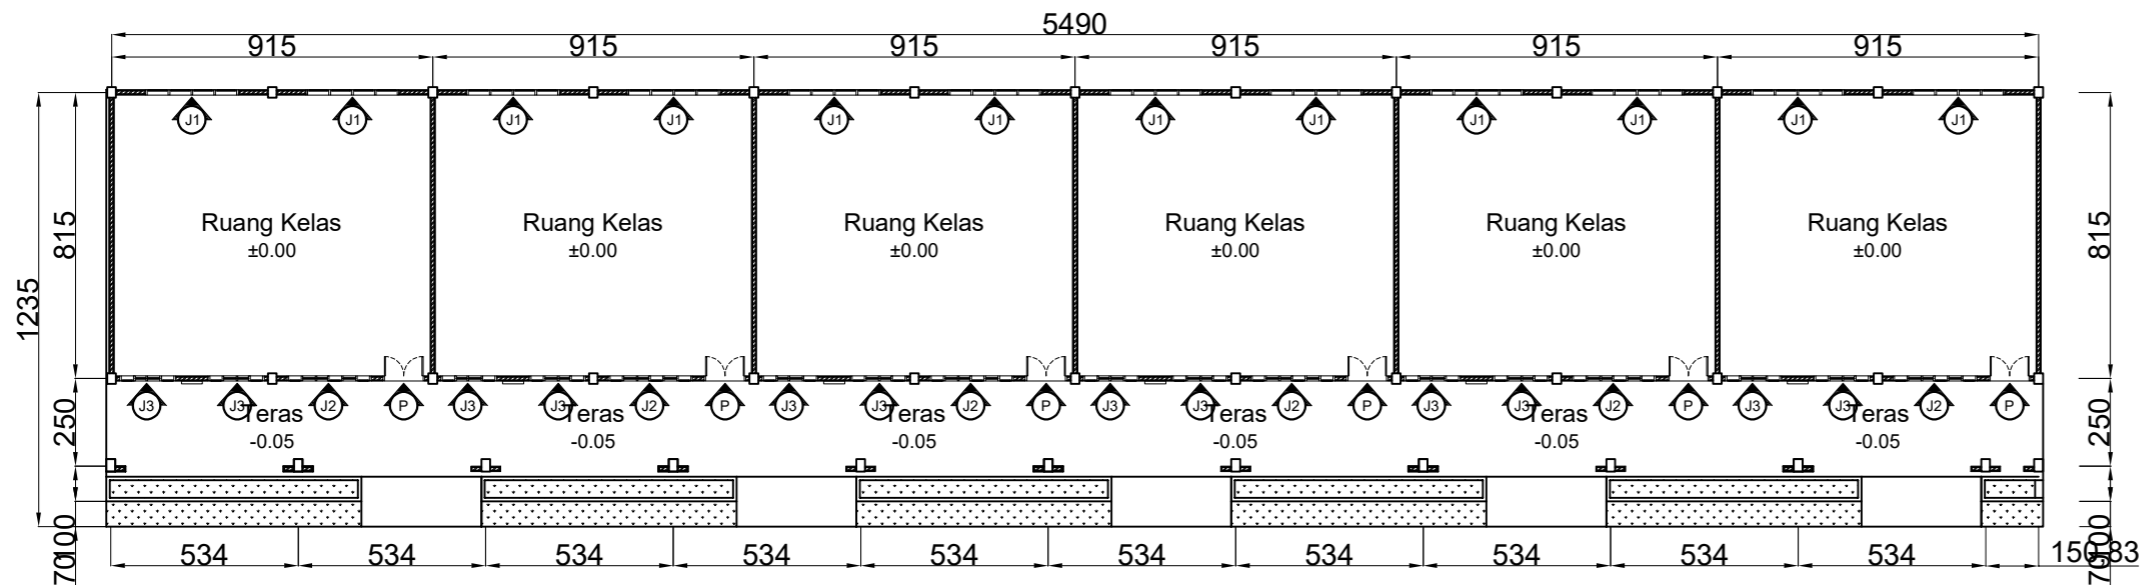 5490
915 915 915 915 915 915
J1 J1 J1 J1 J1 J1 J1 J1 J1 J1 J1 J1
1235 815 815
Ruang Kelas Ruang Kelas Ruang Kelas Ruang Kelas Ruang Kelas Ruang Kelas
±0.00 ±0.00 ±0.00 ±0.00 ±0.00 ±0.00
J3 J3 J2 P J3 J3 J2 P J3 J3 J2 P J3 J3 J2 P J3 J3 J2 P J3 J3 J2 P
250 Teras Teras Teras Teras Teras Teras 250
-0.05 -0.05 -0.05 -0.05 -0.05 -0.05
100 100
70 70
534 534 534 534 534 534 534 534 534 534 150.83